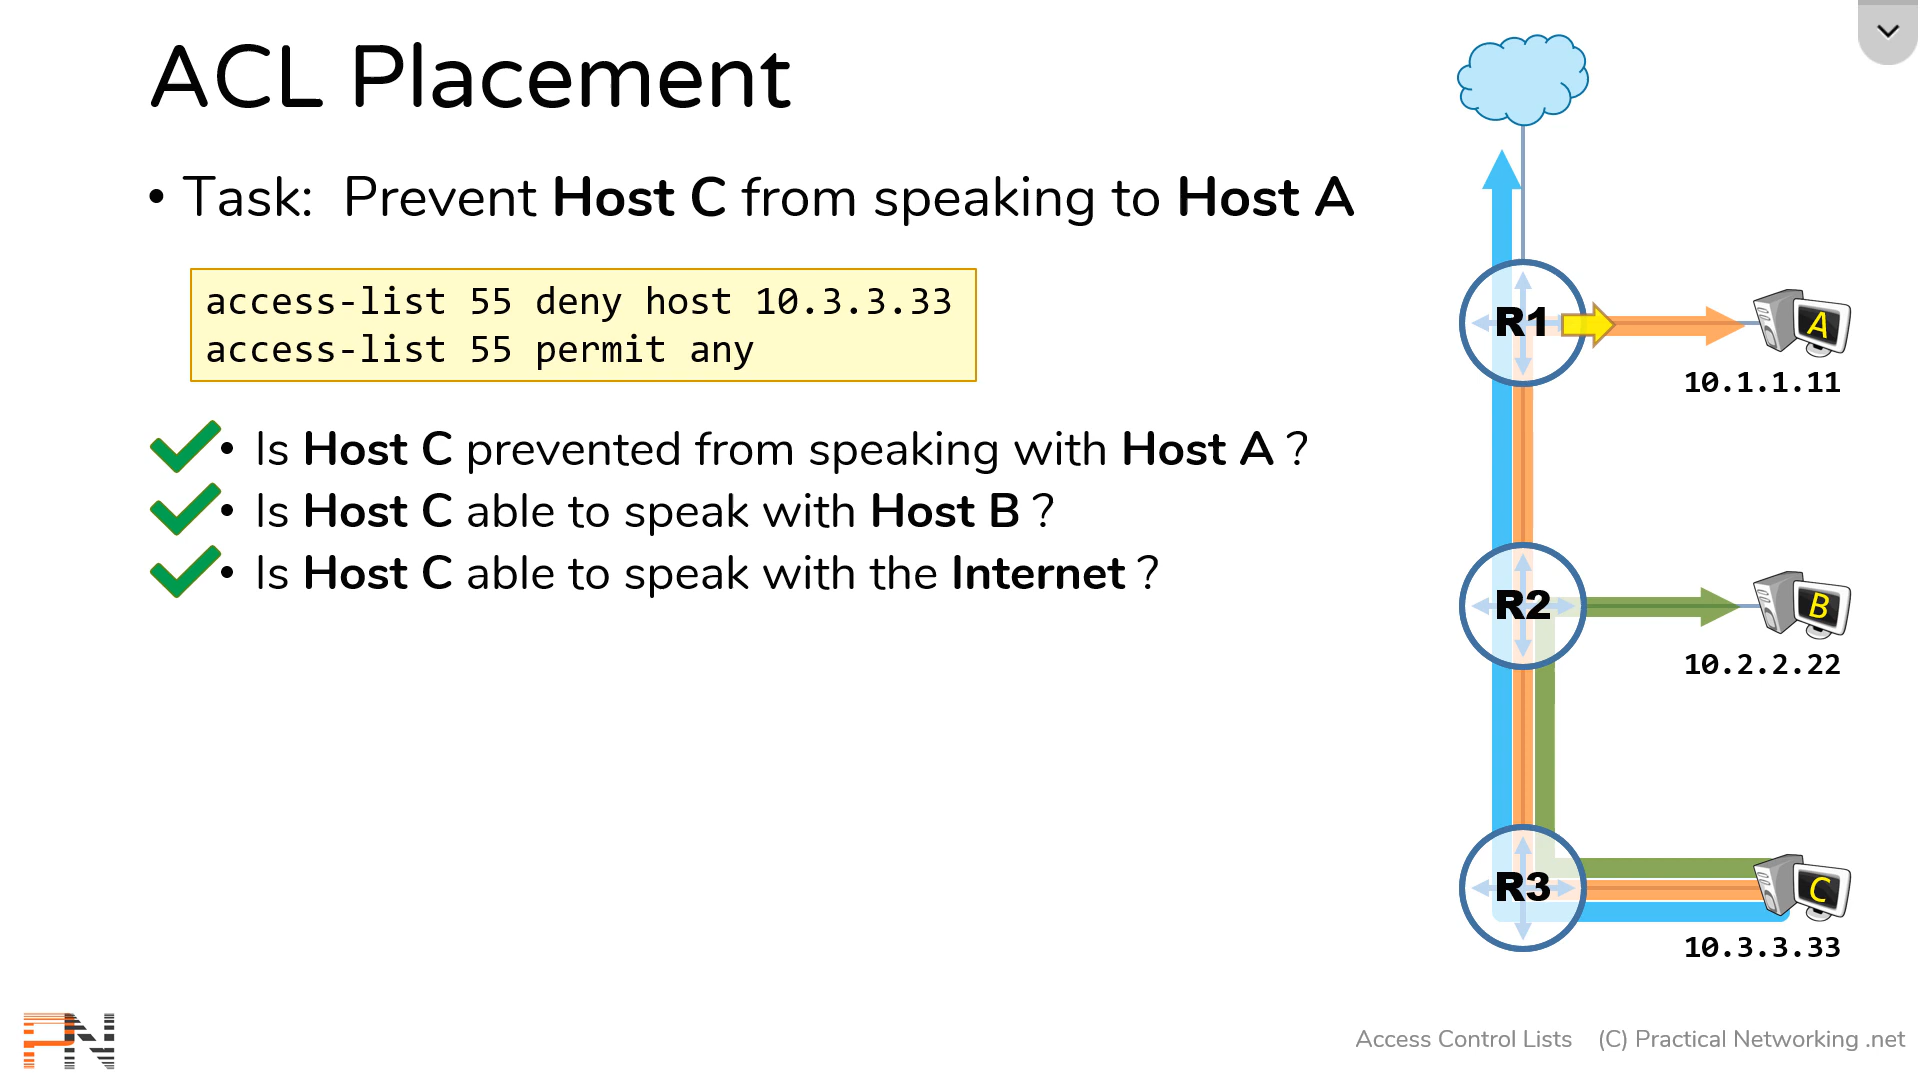 ACL Placement
• Task: Prevent Host C from speaking to Host A
access-list 55 deny host 10.3.3.33
access-list 55 permit any
• Is Host C prevented from speaking with Host A ?
• Is Host C able to speak with Host B ?
• Is Host C able to speak with the Internet ?
R1
A
10.1.1.11
R2
B
10.2.2.22
R3
C
10.3.3.33
PN
Access Control Lists (C) Practical Networking .net